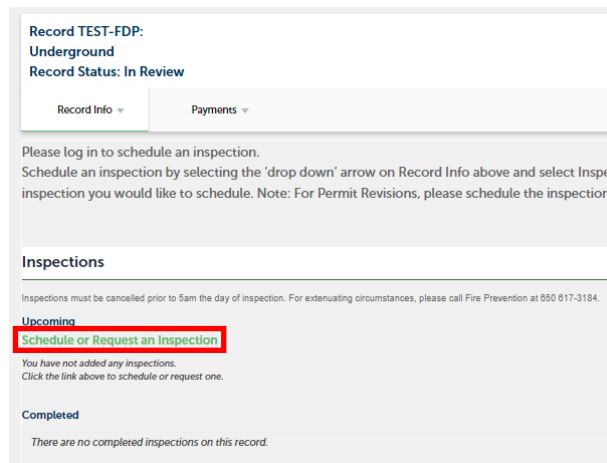 Record TEST-FDP:
Underground
Record Status: In Review
Record Info Payments
Please log in to schedule an inspection.
Schedule an inspection by selecting the 'drop down' arrow on Record Info above and select Inspe
inspection you would like to schedule. Note: For Permit Revisions, please schedule the inspection
Inspections
Inspections must be cancelled prior to 5am the day of inspection. For extenuating circumstances, please call Fire Prevention at 650 617-3184.
Upcoming
Schedule or Request an Inspection
You have not added any inspections.
Click the link above to schedule or request one.
Completed
There are no completed inspections on this record.